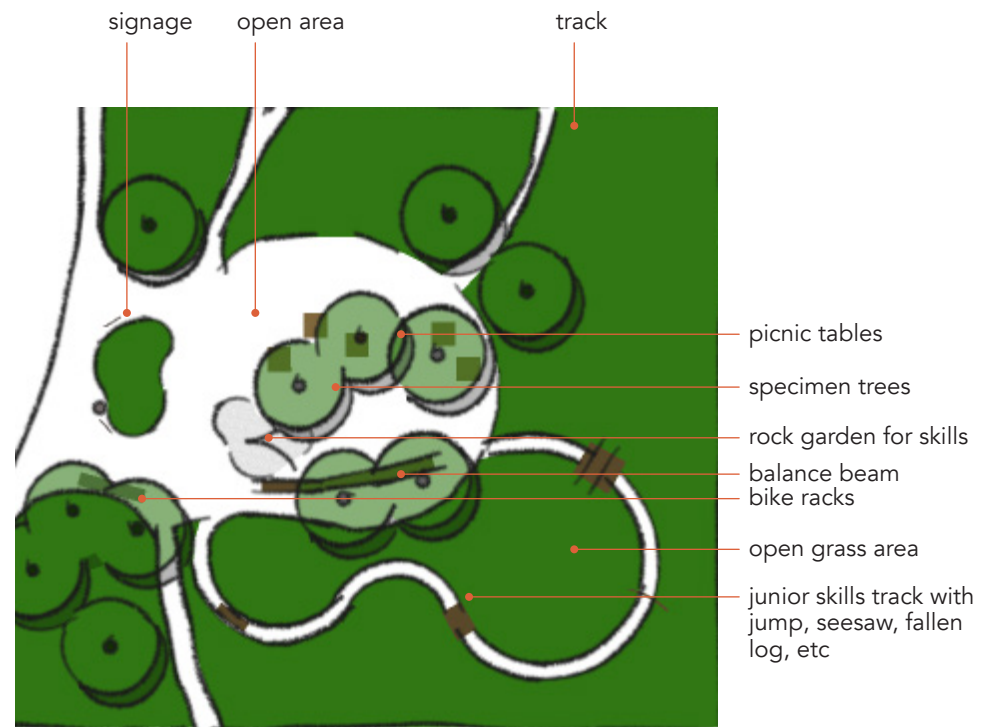 signage
open area
track
picnic tables
specimen trees
rock garden for skills
balance beam
bike racks
open grass area
junior skills track with
jump, seesaw, fallen
log, etc